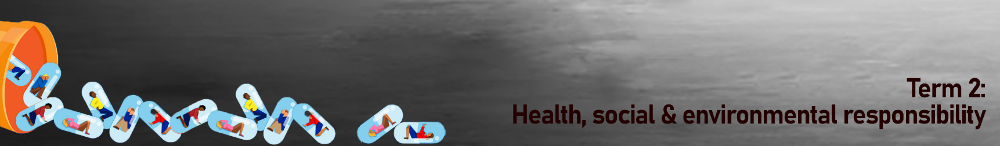 Term 2:
Health, social & environmental responsibility